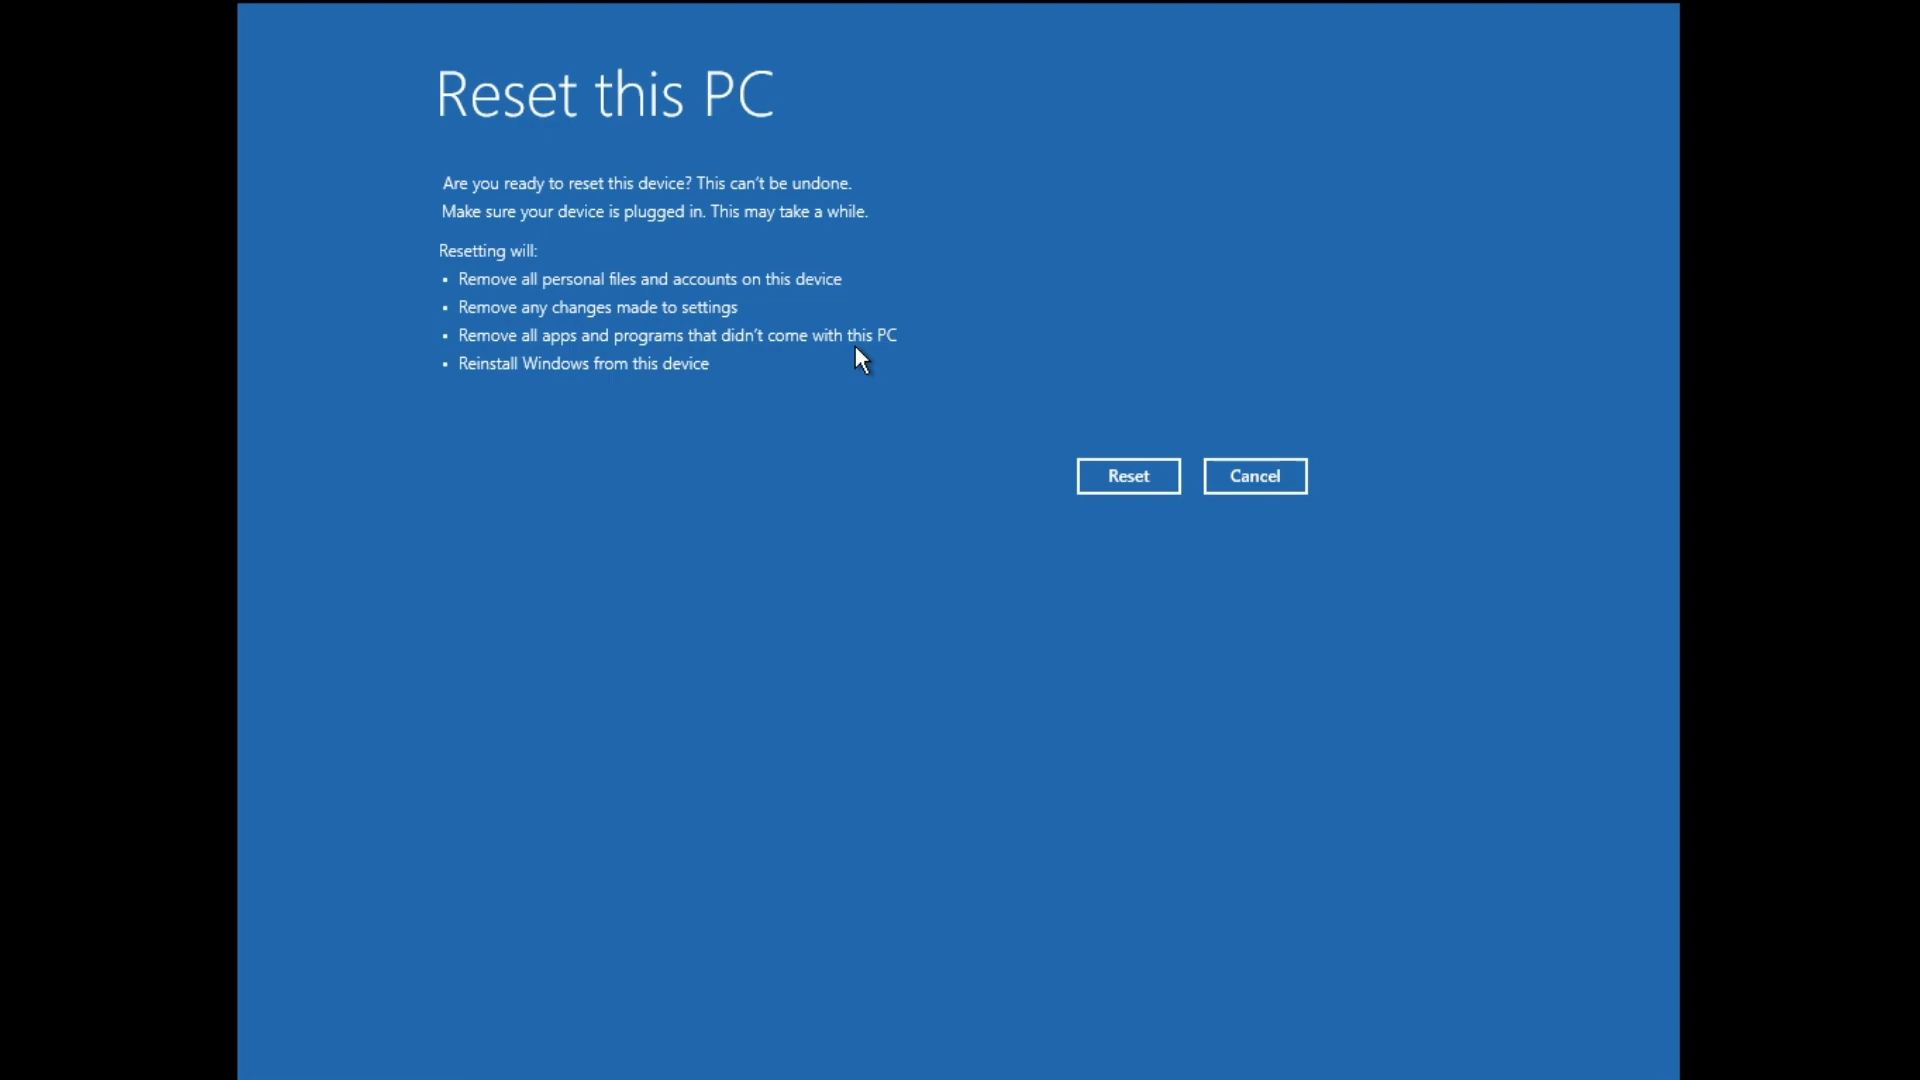 Reset this PC
Are you ready to reset this device? This can't be undone.
Make sure your device is plugged in. This may take a while.
Resetting will:
▪ Remove all personal files and accounts on this device
▪ Remove any changes made to settings
▪ Remove all apps and programs that didn't come with this PC
▪ Reinstall Windows from this device
Reset Cancel